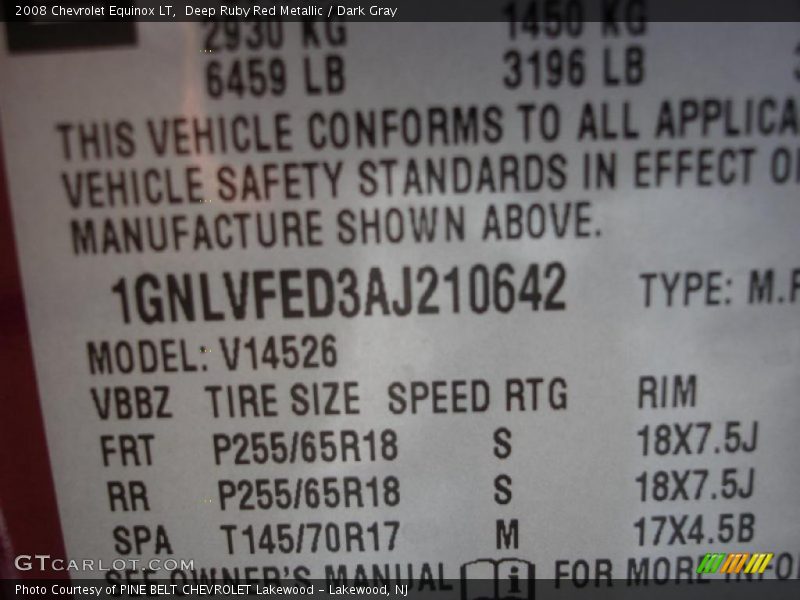 2008 Chevrolet Equinox LT, Deep Ruby Red Metallic / Dark Gray
2930 KG 1450 KG
6459 LB 3196 LB
THIS VEHICLE CONFORMS TO ALL APPLICA
VEHICLE SAFETY STANDARDS IN EFFECT O
MANUFACTURE SHOWN ABOVE.
1GNLVFED3AJ210642 TYPE: M.P
MODEL: V14526
VBBZ TIRE SIZE SPEED RTG RIM
FRT P255/65R18 S 18X7.5J
RR P255/65R18 S 18X7.5J
SPA T145/70R17 M 17X4.5B
SEE OWNER'S MANUAL i FOR MORE INFO
GTCARLOT.COM
Photo Courtesy of PINE BELT CHEVROLET Lakewood - Lakewood, NJ